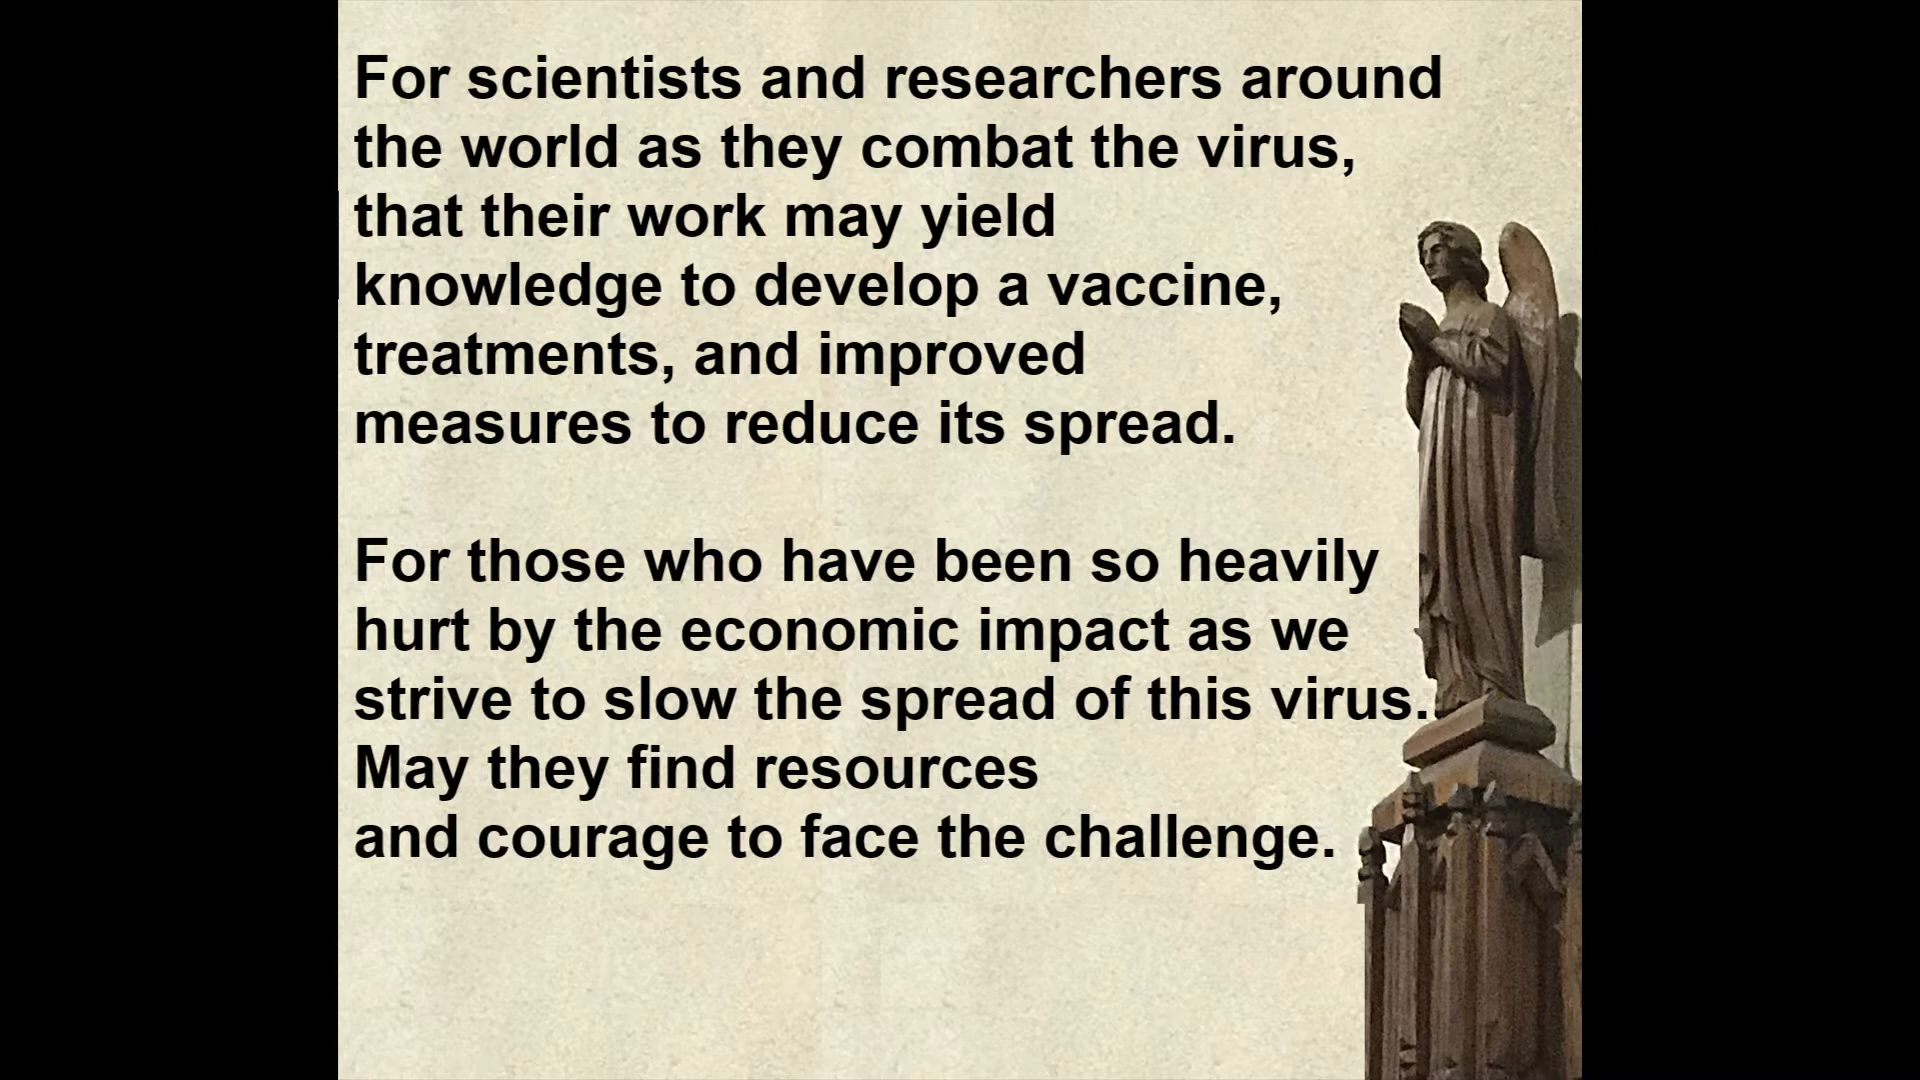 For scientists and researchers around
the world as they combat the virus,
that their work may yield
knowledge to develop a vaccine,
treatments, and improved
measures to reduce its spread.
For those who have been so heavily
hurt by the economic impact as we
strive to slow the spread of this virus.
May they find resources
and courage to face the challenge.